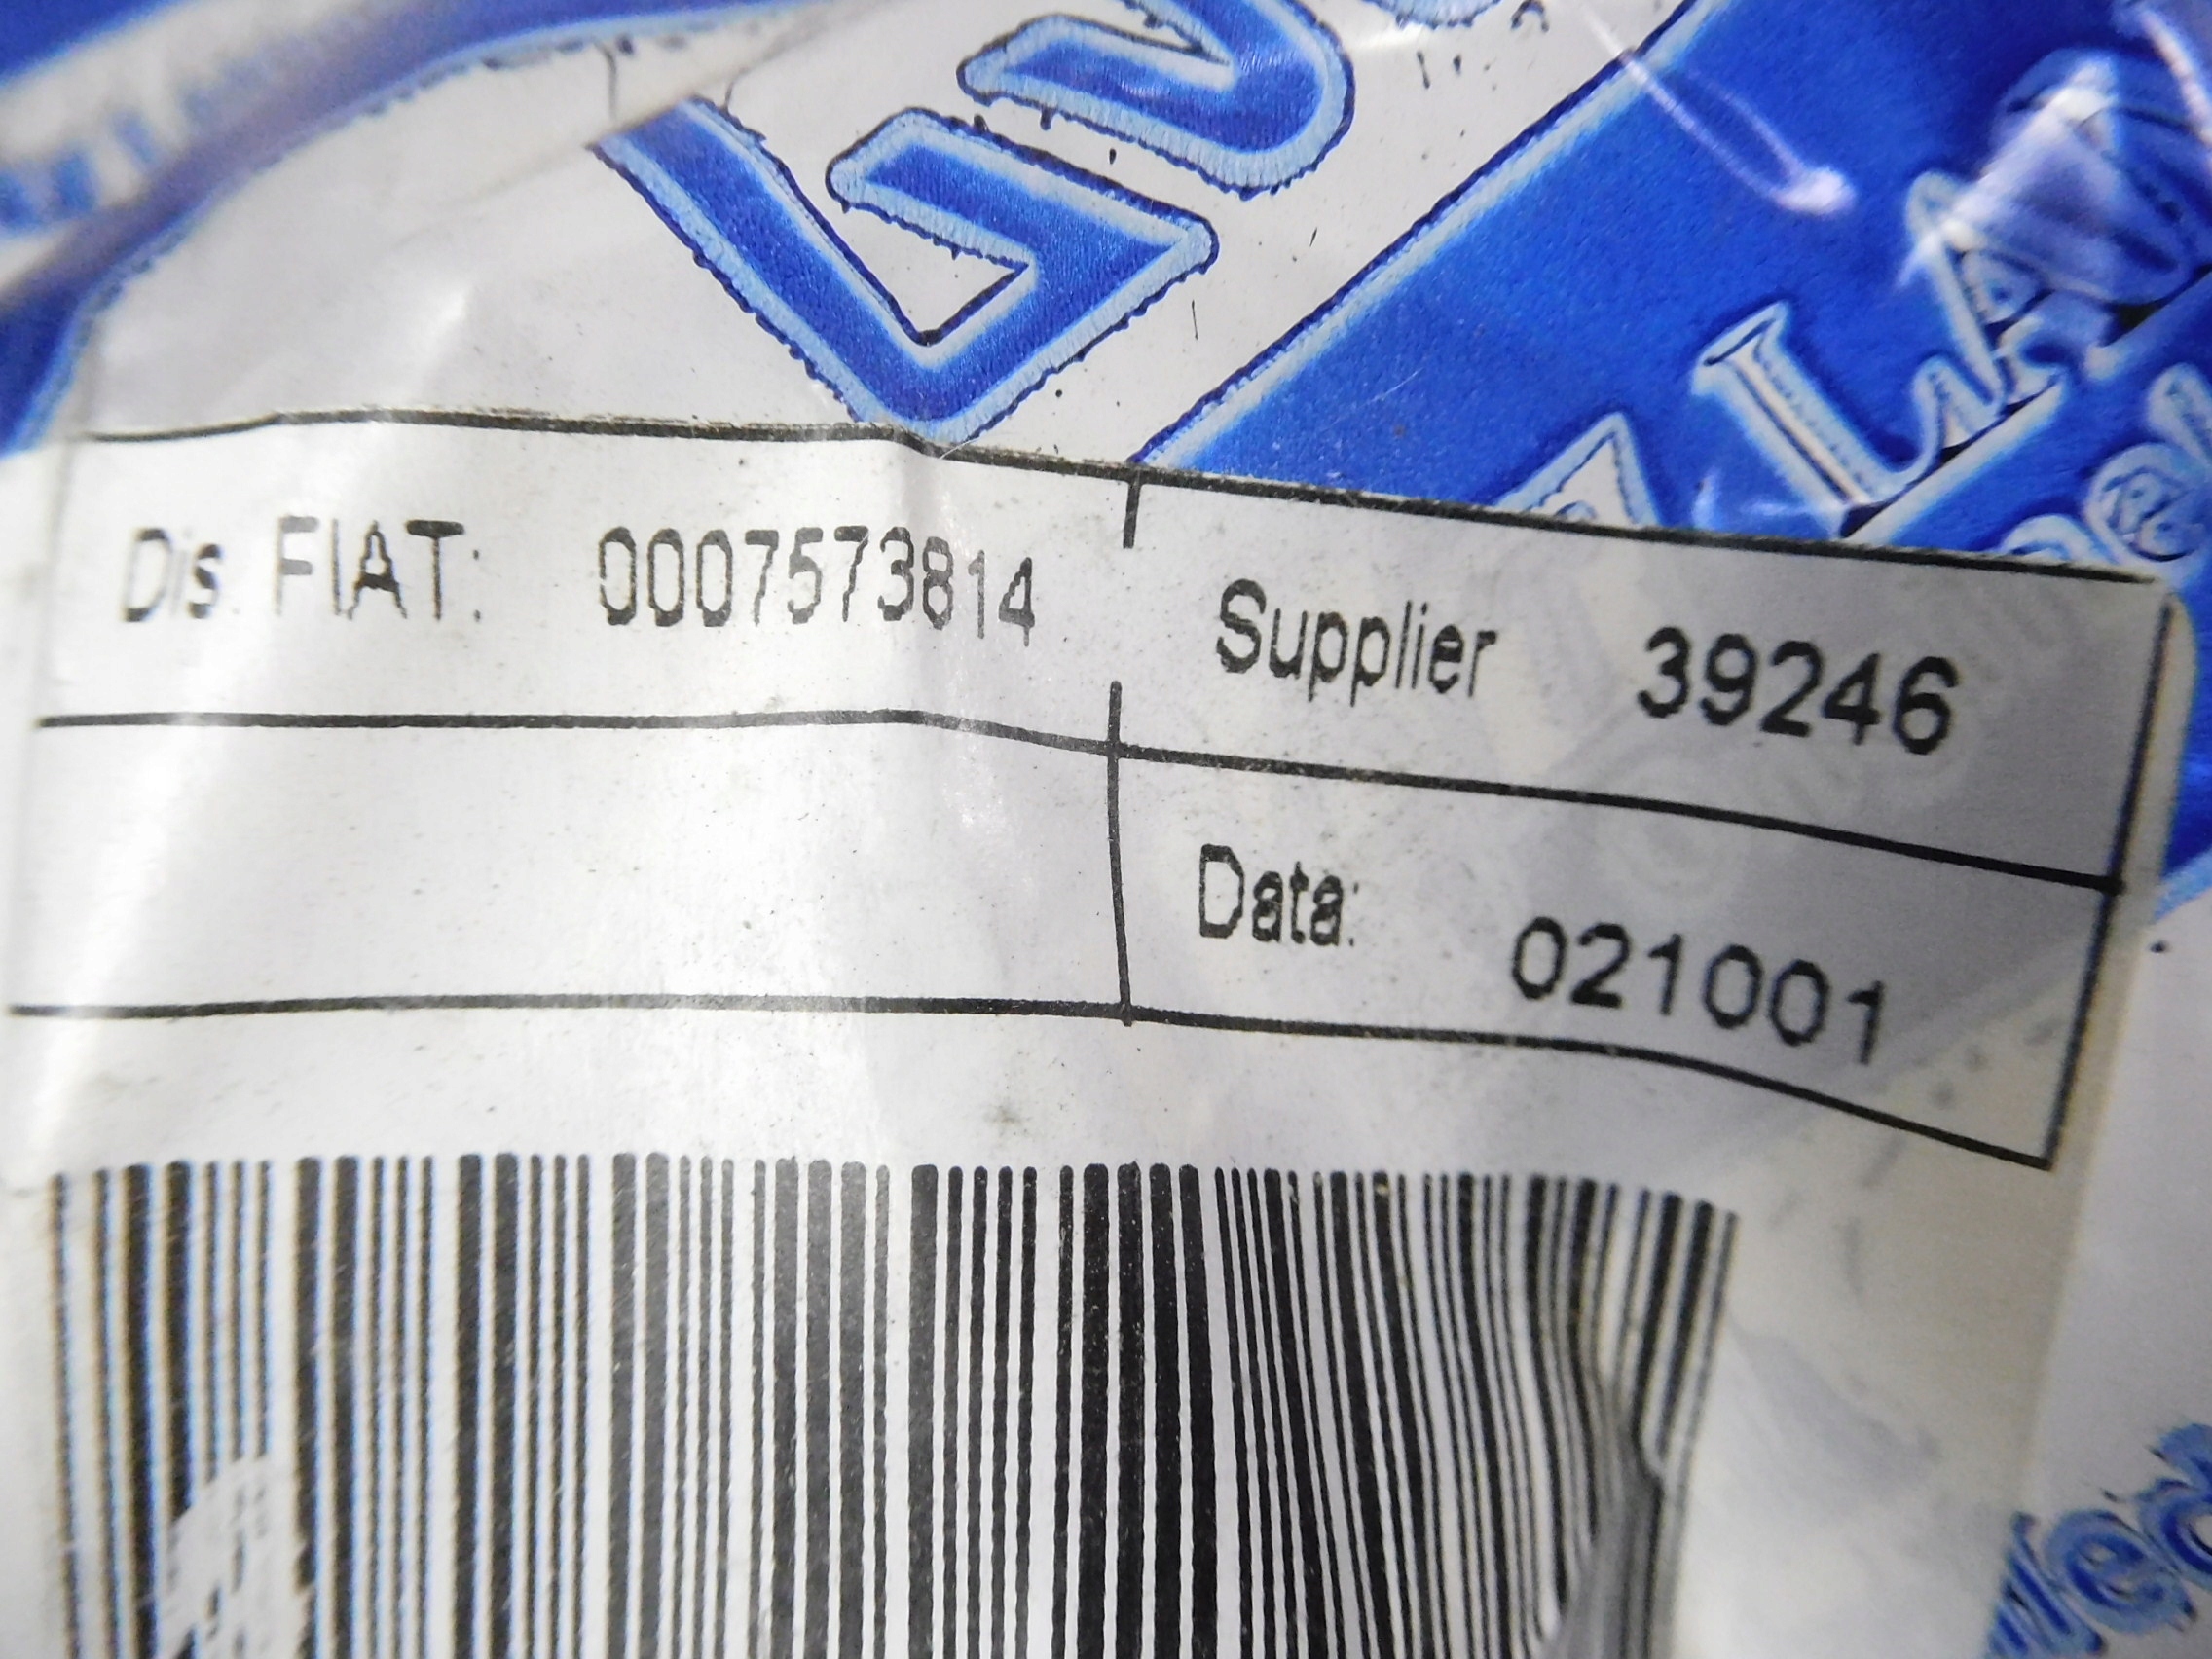 Dis. FIAT: 0007573814
Supplier 39246
Data: 021001